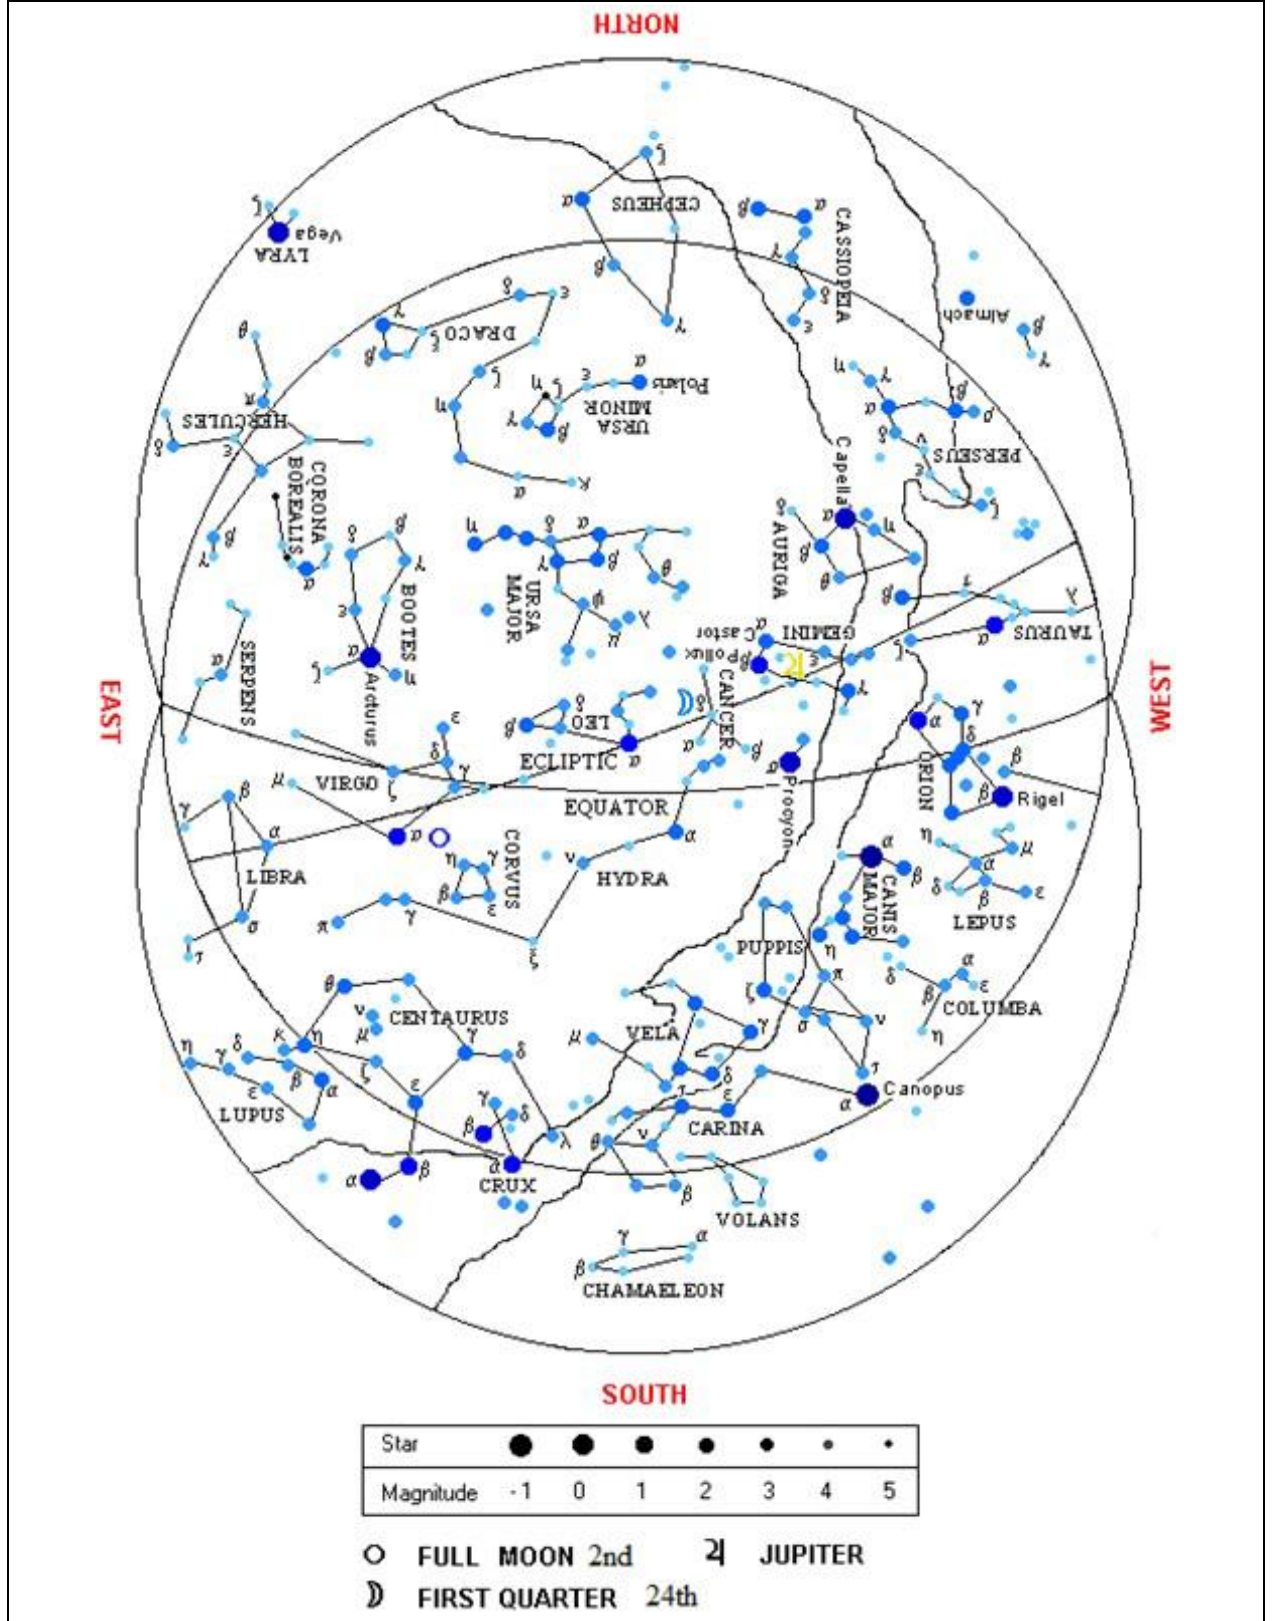 NORTH
ζ
α
CEPHEUS
β
γ
β
α
γ
δ
ε
CASSIOPEIA
ζ
Vega
LYRA
γ
β
ξ
DRACO
δ
ε
ζ
η
α
κ
α
Polaris
ε
ζ
η
γ
β
URSA
MINOR
Almach
β
γ
θ
π
HERCULES
δ
ε
β
γ
CORONA
BOREALIS
α
η
γ
α
β
ρ
δ
ν
ε
PERSEUS
ζ
Capella
α
δ
η
β
θ
AURIGA
δ
β
γ
ε
α
ζ
η
BOOTES
Arcturus
η
δ
α
γ
β
θ
ψ
μ
λ
URSA
MAJOR
β
τ
λ
α
ζ
TAURUS
α
Castor
β
Pollux
GEMINI
ε
γ
♃
α
SERPENS
EAST
WEST
δ
β
LEO
α
δ
α
β
CANCER
ECLIPTIC
EQUATOR
ε
δ
γ
ζ
μ
α
VIRGO
α
Procyon
α
γ
δ
β
ORION
β
Rigel
γ
β
α
σ
τ
LIBRA
η
γ
β
ε
CORVUS
α
ν
HYDRA
γ
π
ξ
α
β
η
CANIS
MAJOR
η
μ
α
δ
β
ε
LEPUS
PUPPIS
ζ
π
σ
ν
τ
δ
α
β
ε
η
COLUMBA
θ
ν
μ
CENTAURUS
κ
η
ζ
ε
γ
δ
λ
α
β
μ
VELA
γ
δ
η
δ
γ
ε
β
α
LUPUS
γ
δ
β
α
CRUX
ε
CARINA
θ
ν
β
α
Canopus
VOLANS
γ
α
β
CHAMAELEON
SOUTH
Star
Magnitude -1 0 1 2 3 4 5
FULL MOON 2nd ♃ JUPITER
FIRST QUARTER 24th